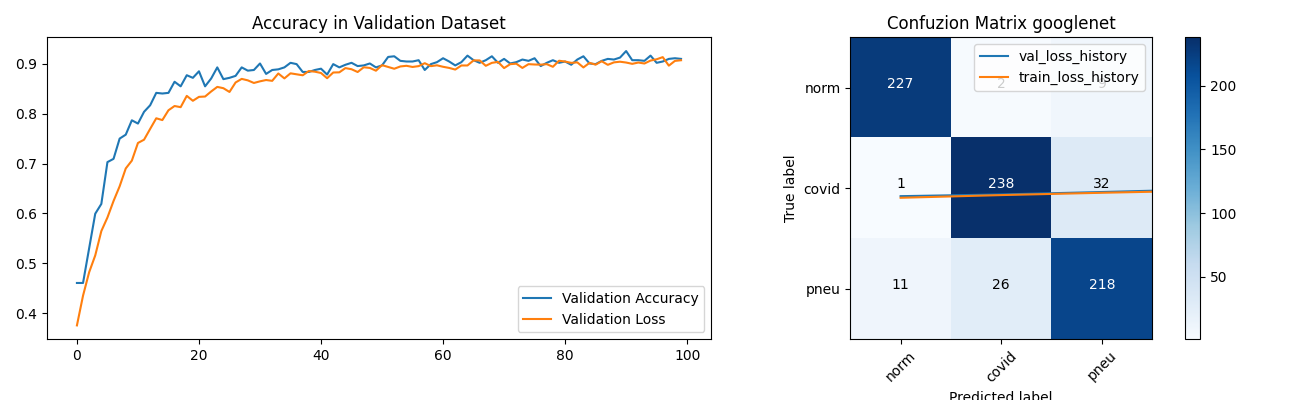 Accuracy in Validation Dataset
0.9
0.8
0.7
0.6
0.5
0.4
0 20 40 60 80 100
Validation Accuracy
Validation Loss
Confuzion Matrix googlenet
val_loss_history
train_loss_history
True label
norm 227 2
covid 1 238 32
pneu 11 26 218
norm covid pneu
Predicted label
200
150
100
50